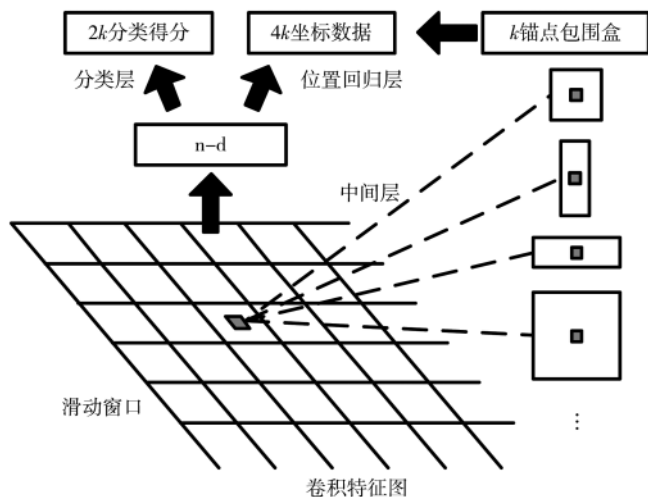 2k分类得分
4k坐标数据
k锚点包围盒
分类层
位置回归层
n-d
中间层
滑动窗口
⋮
卷积特征图